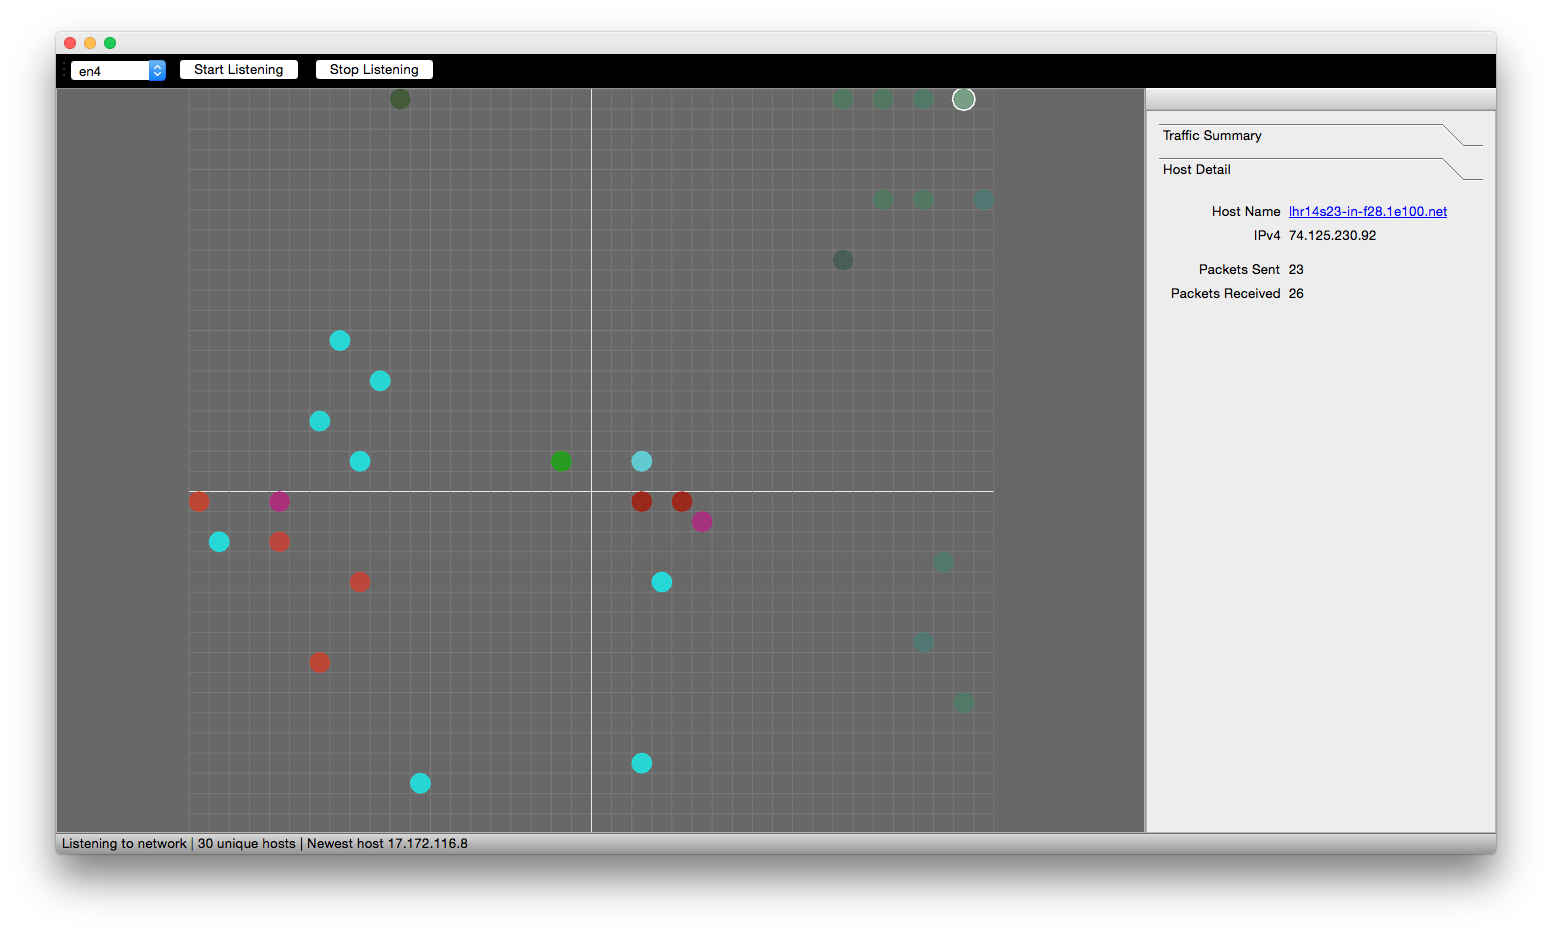 en4
Start Listening
Stop Listening
Traffic Summary
Host Detail
Host Name lhr14s23-in-f28.1e100.net
IPv4 74.125.230.92
Packets Sent 23
Packets Received 26
Listening to network | 30 unique hosts | Newest host 17.172.116.8